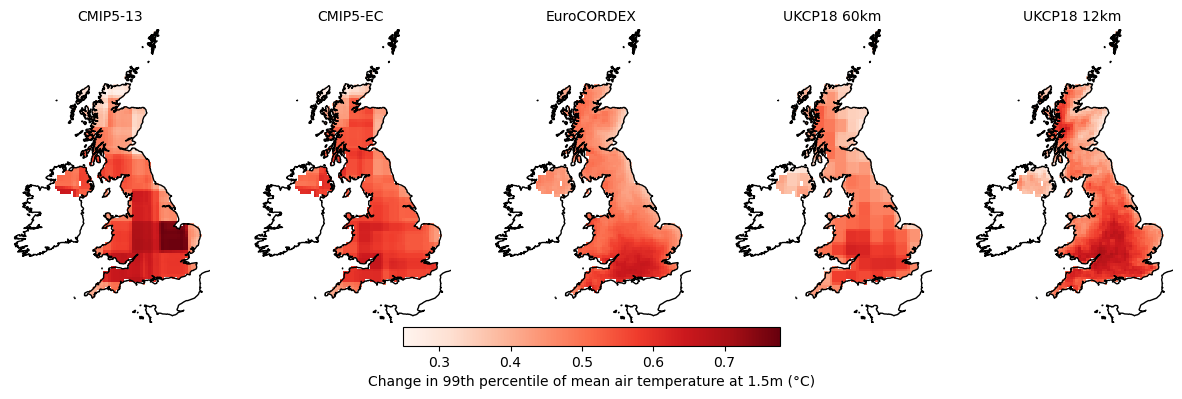 CMIP5-13
CMIP5-EC
EuroCORDEX
UKCP18 60km
UKCP18 12km
0.3 0.4 0.5 0.6 0.7
Change in 99th percentile of mean air temperature at 1.5m (°C)